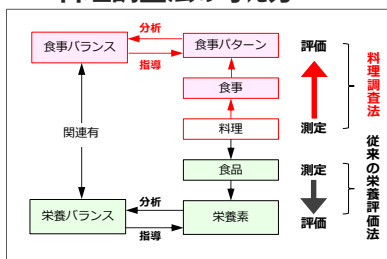 分析
食事バランス
食事パターン
指導
食事
料理
関連有
食品
分析
栄養バランス
栄養素
指導
評価
測定
料理調査法
測定
評価
従来の栄養評価法